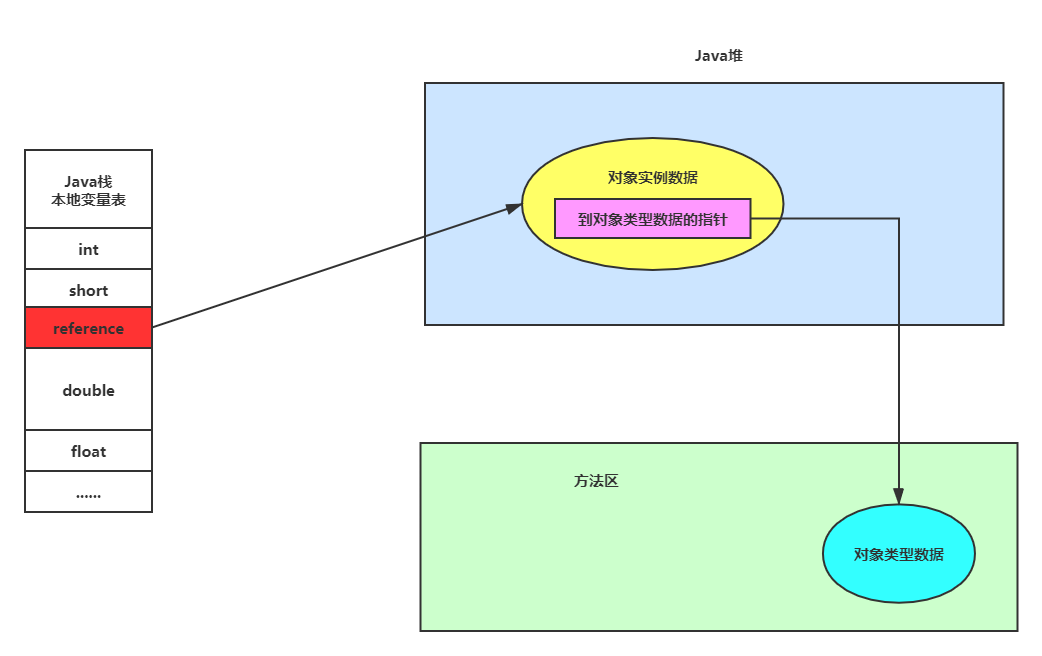 Java堆
Java栈
本地变量表
int
short
reference
double
float
......
对象实例数据
到对象类型数据的指针
方法区
对象类型数据